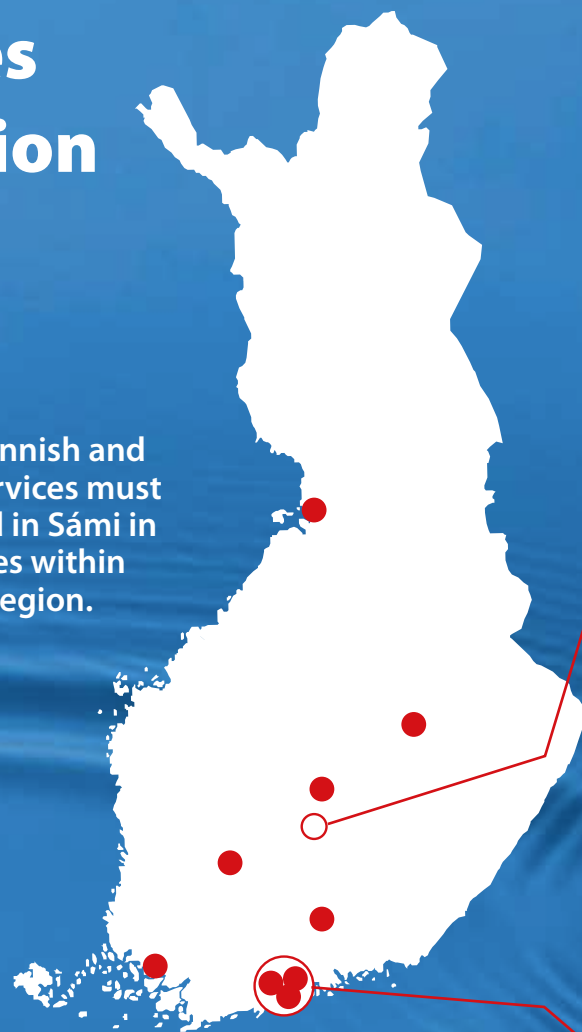 es
ion
nnish and
rvices must
l in Sámi in
es within
egion.